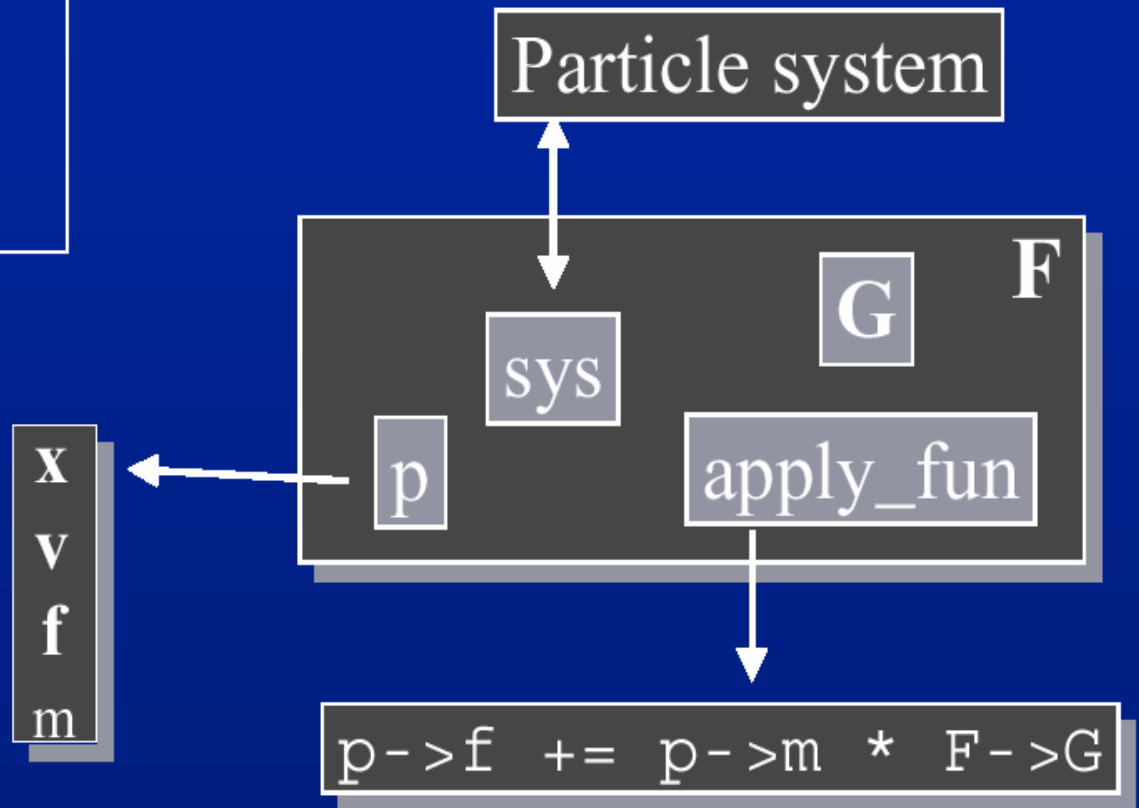 Particle system
F
G
sys
p
apply_fun
x
v
f
m
p->f += p->m * F->G